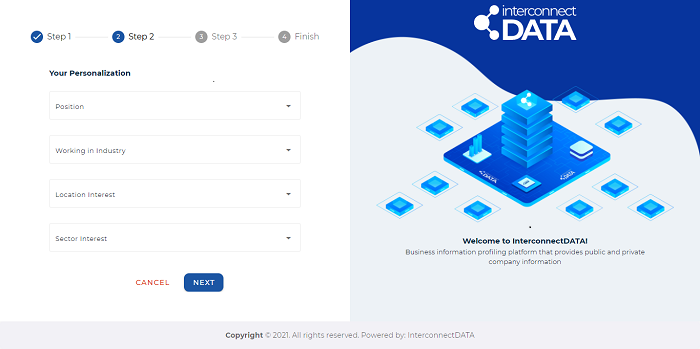 Step 1
2 Step 2
3 Step 3
4 Finish
Your Personalization
Position
Working in Industry
Location Interest
Sector Interest
CANCEL
NEXT
interconnect
DATA
DATA
DATA
Welcome to InterconnectDATA!
Business information profiling platform that provides public and private
company information
Copyright © 2021. All rights reserved. Powered by: InterconnectDATA